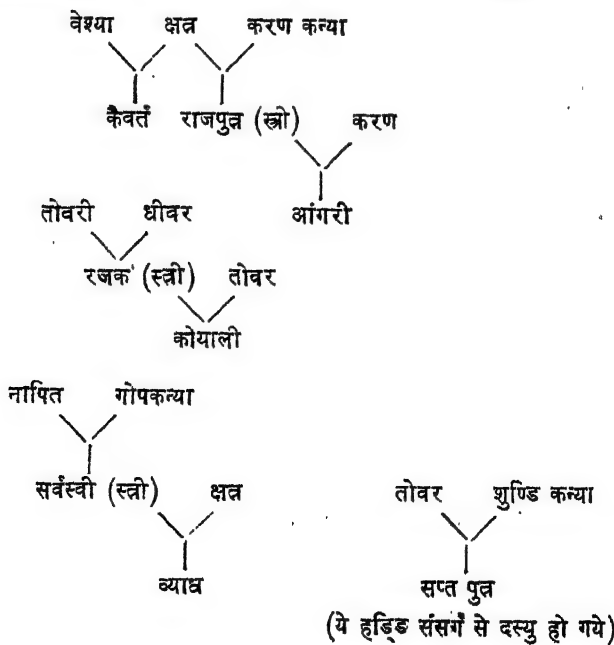 वेश्या क्षत्र करण कन्या
कैवर्त राजपुत्र (स्त्री) करण
आंगरी
तोवरी धीवर
रजक (स्त्री) तोवर
कोयाली
नापित गोपकन्या
सर्वस्वी (स्त्री) क्षत्र
व्याध
तोवर शुण्डि कन्या
सप्त पुत्र
(ये हड्डि संसर्ग से दस्यु हो गये)